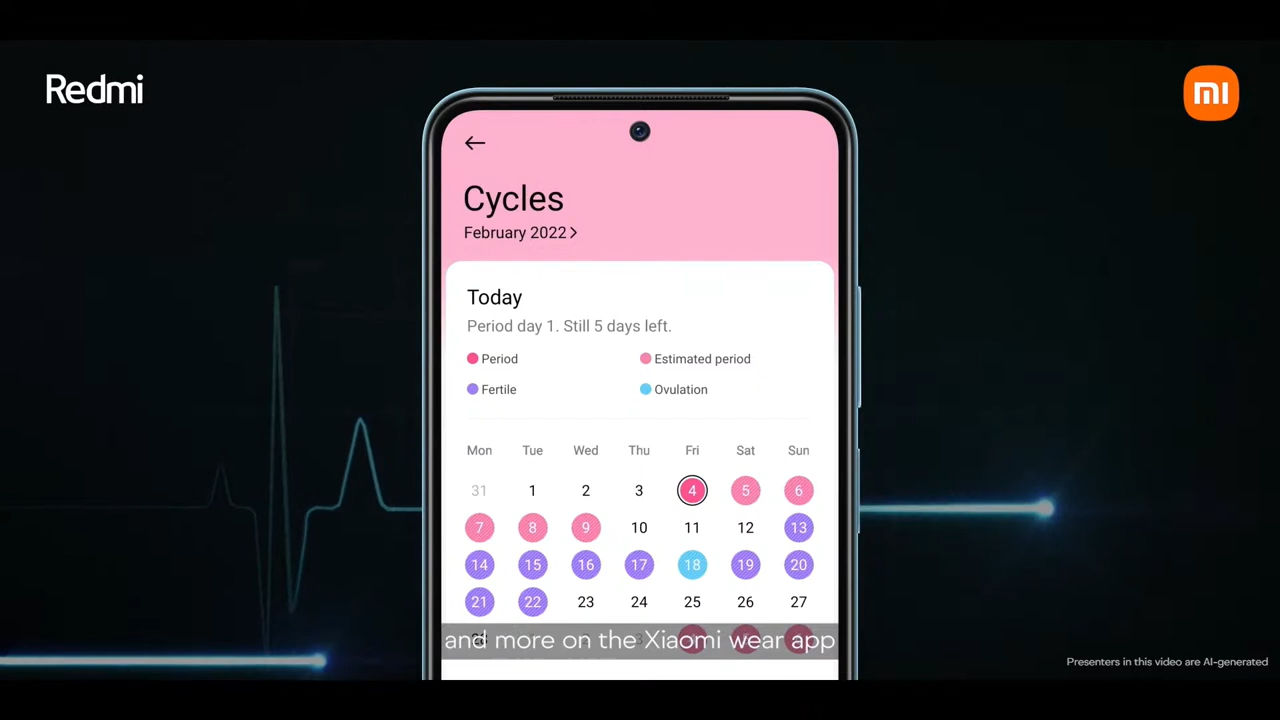 Redmi
mi
Cycles
February 2022
Today
Period day 1. Still 5 days left.
Period
Estimated period
Fertile
Ovulation
Mon Tue Wed Thu Fri Sat Sun
31 1 2 3 4 5 6
7 8 9 10 11 12 13
14 15 16 17 18 19 20
21 22 23 24 25 26 27
and more on the Xiaomi wear app
Presenters in this video are AI-generated